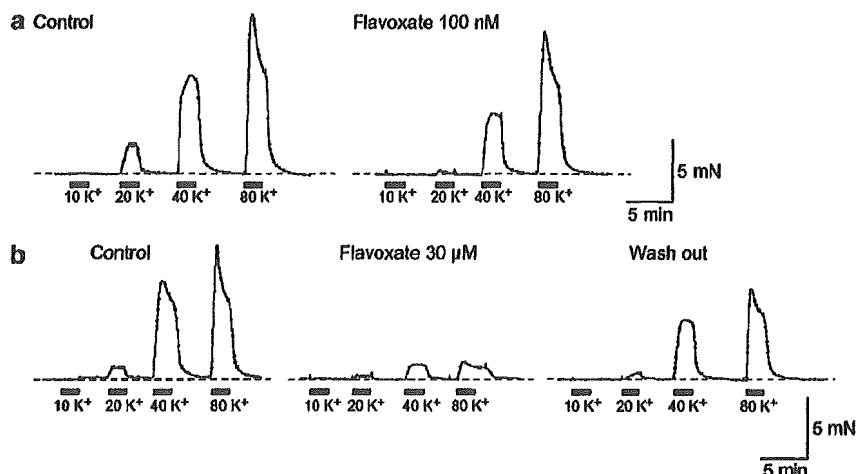 a Control Flavoxate 100 nM
5 mN
10 K+ 20 K+ 40 K+ 80 K+ 10 K+ 20 K+ 40 K+ 80 K+
5 min
b Control Flavoxate 30 µM Wash out
10 K+ 20 K+ 40 K+ 80 K+ 10 K+ 20 K+ 40 K+ 80 K+ 10 K+ 20 K+ 40 K+ 80 K+
5 mN
5 min